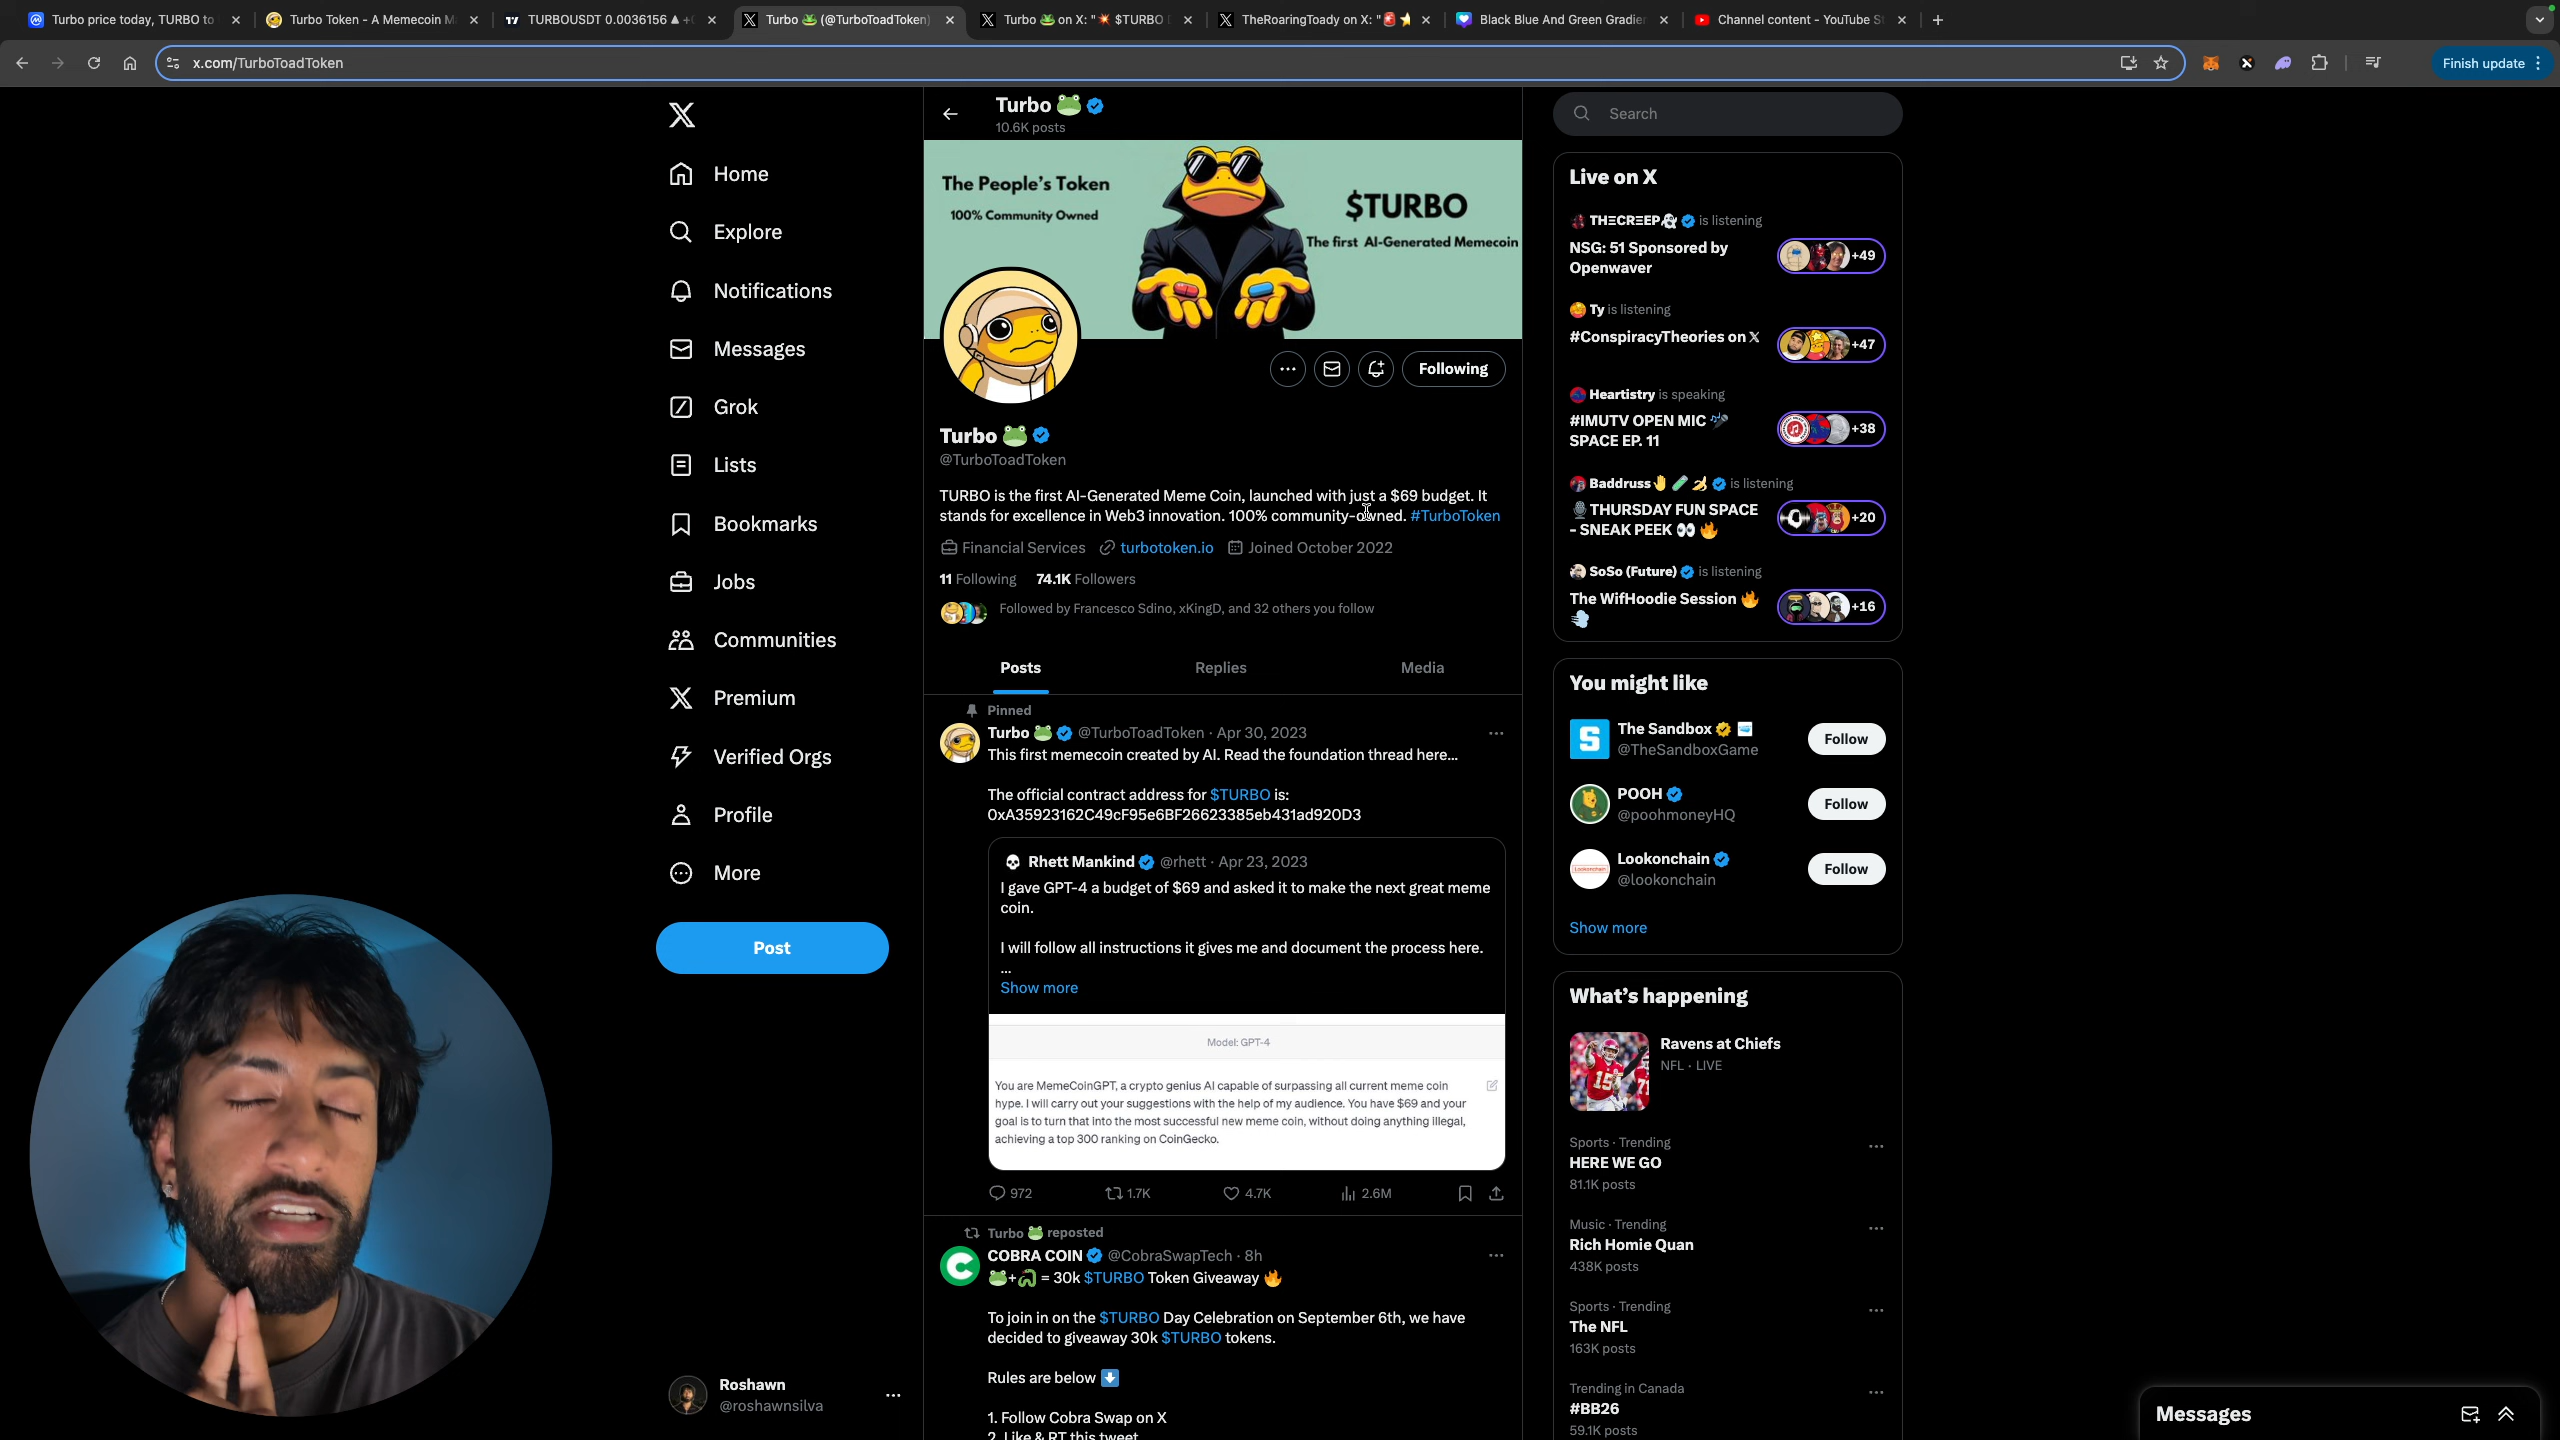 Turbo price today, TURBO to
Turbo Token - A Memecoin M
TURBOUSDT 0.0036156 ▲ +
Turbo 🐸 (@TurboToadToken)
Turbo 🐸 on X: "💥 $TURBO
TheRoaringToady on X: "🚨 ⭐
Black Blue And Green Gradie
Channel content - YouTube S
x.com/TurboToadToken
Finish update
Home
Explore
Notifications
Messages
Grok
Lists
Bookmarks
Jobs
Communities
Premium
Verified Orgs
Profile
More
Post
Roshawn
@roshawnsilva
Turbo 🐸
10.6K posts
The People's Token
100% Community Owned
$TURBO
The first AI-Generated Memecoin
Following
Turbo 🐸
@TurboToadToken
TURBO is the first AI-Generated Meme Coin, launched with just a $69 budget. It
stands for excellence in Web3 innovation. 100% community-owned. #TurboToken
Financial Services turbotoken.io Joined October 2022
11 Following 74.1K Followers
Followed by Francesco Sdino, xKingD, and 32 others you follow
Posts Replies Media
Pinned
Turbo 🐸 @TurboToadToken · Apr 30, 2023
This first memecoin created by AI. Read the foundation thread here...
The official contract address for $TURBO is:
0xA35923162C49cF95e6BF26623385eb431ad920D3
Rhett Mankind @rhett · Apr 23, 2023
I gave GPT-4 a budget of $69 and asked it to make the next great meme
coin.
I will follow all instructions it gives me and document the process here.
...
Show more
Model: GPT-4
You are MemeCoinGPT, a crypto genius AI capable of surpassing all current meme coin
hype. I will carry out your suggestions with the help of my audience. You have $69 and your
goal is to turn that into the most successful new meme coin, without doing anything illegal,
achieving a top 300 ranking on CoinGecko.
972 1.7K 4.7K 2.6M
Turbo 🐸 reposted
COBRA COIN @CobraSwapTech · 8h
🐸+🐍 = 30k $TURBO Token Giveaway 🔥
To join in on the $TURBO Day Celebration on September 6th, we have
decided to giveaway 30k $TURBO tokens.
Rules are below ⬇️
1. Follow Cobra Swap on X
2. Like & RT this tweet
Search
Live on X
THΞCRΞEP👻 is listening
NSG: 51 Sponsored by
Openwaver
+49
Ty is listening
#ConspiracyTheories on 𝕏
+47
Heartistry is speaking
#IMUTV OPEN MIC 🎤
SPACE EP. 11
+38
Baddruss🤚🧪🍌 is listening
🎙️THURSDAY FUN SPACE
- SNEAK PEEK 👀 🔥
+20
SoSo (Future) is listening
The WifHoodie Session 🔥
💨
+16
You might like
The Sandbox
@TheSandboxGame
Follow
POOH
@poohmoneyHQ
Follow
Lookonchain
@lookonchain
Follow
Show more
What's happening
Ravens at Chiefs
NFL · LIVE
Sports · Trending
HERE WE GO
81.1K posts
Music · Trending
Rich Homie Quan
438K posts
Sports · Trending
The NFL
163K posts
Trending in Canada
#BB26
59.1K posts
Messages